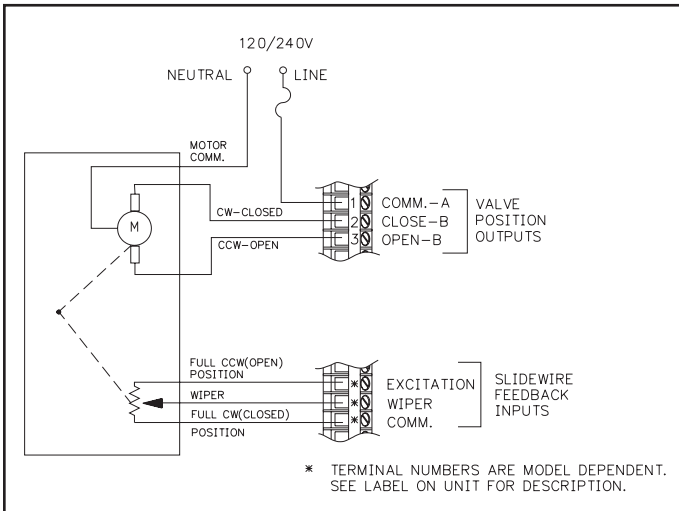 120/240V
NEUTRAL
LINE
MOTOR
COMM.
M
CW-CLOSED
CCW-OPEN
1 COMM.-A
2 CLOSE-B
3 OPEN-B
VALVE
POSITION
OUTPUTS
FULL CCW(OPEN)
POSITION
WIPER
FULL CW(CLOSED)
POSITION
* EXCITATION
* WIPER
* COMM.
SLIDEWIRE
FEEDBACK
INPUTS
* TERMINAL NUMBERS ARE MODEL DEPENDENT.
SEE LABEL ON UNIT FOR DESCRIPTION.